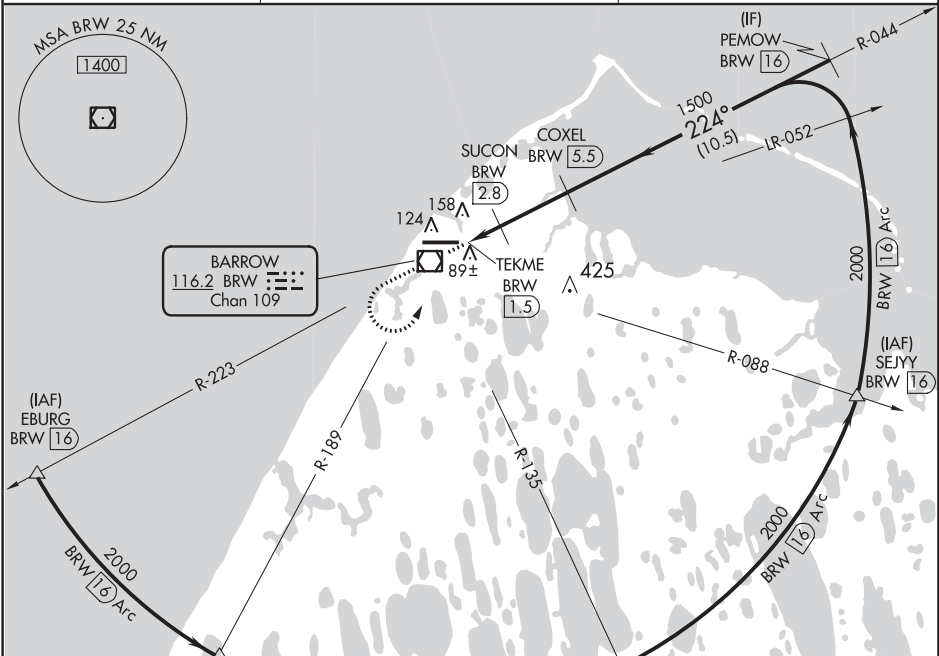 MSA BRW 25 NM
1400
(IF)
PEMOW
BRW 16
R-044
1500
224°
(10.5)
LR-052
COXEL
BRW 5.5
SUCON
BRW
2.8
158
124
89±
TEKME
BRW
1.5
425
BARROW
116.2 BRW
Chan 109
2000
BRW 16 Arc
R-088
(IAF)
SEJYY
BRW 16
R-223
(IAF)
EBURG
BRW 16
R-189
R-135
2000
BRW 16 Arc
2000
BRW 16 Arc